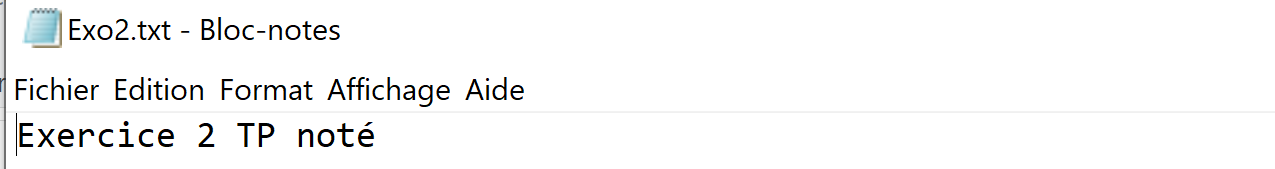 Exo2.txt - Bloc-notes
Fichier Edition Format Affichage Aide
Exercice 2 TP noté